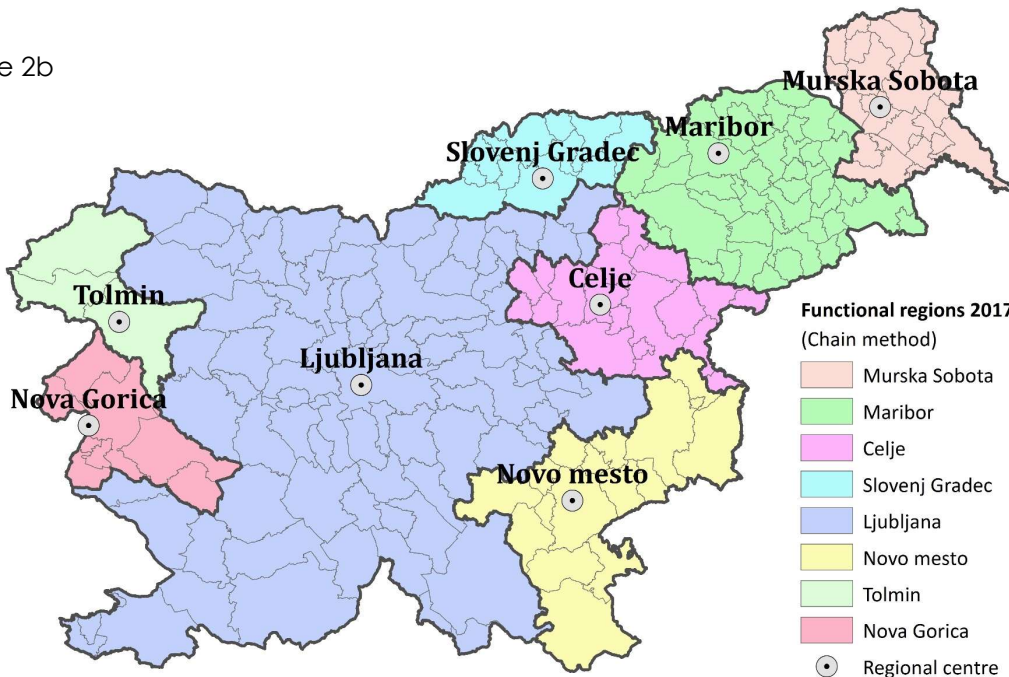 e 2b
Murska Sobota
Maribor
Slovenj Gradec
Celje
Tolmin
Ljubljana
Nova Gorica
Novo mesto
Functional regions 2017
(Chain method)
Murska Sobota
Maribor
Celje
Slovenj Gradec
Ljubljana
Novo mesto
Tolmin
Nova Gorica
Regional centre